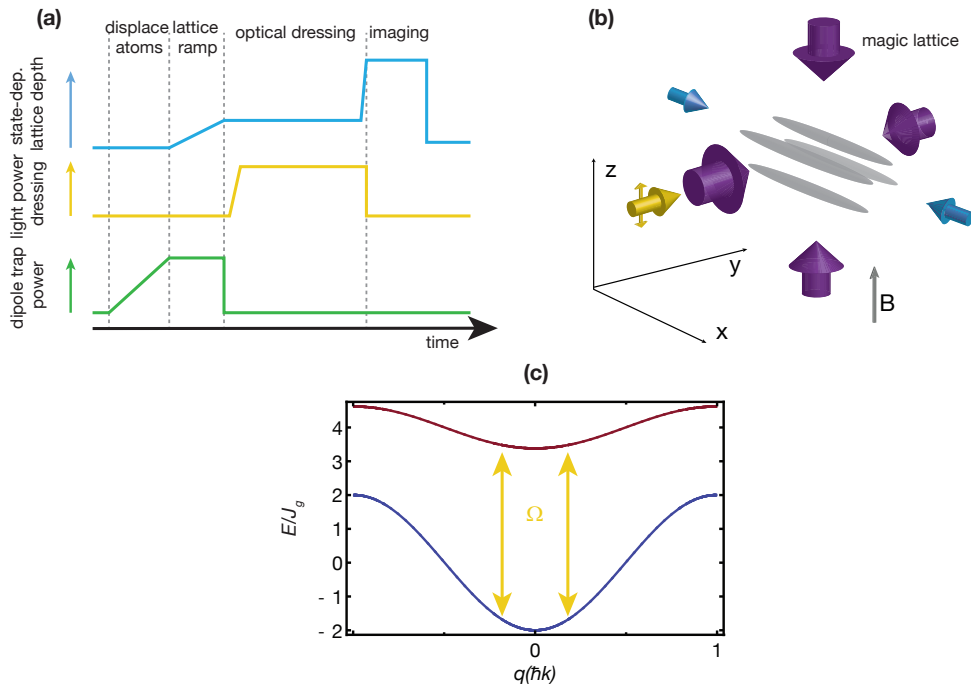 (a)
displace lattice
atoms ramp
optical dressing
imaging
state-dep.
lattice depth
dressing
light power
dipole trap
power
time
(b)
magic lattice
z
y
x
B
(c)
4
3
2
1
0
- 1
- 2
E/J_g
Ω
0
1
q(ħk)